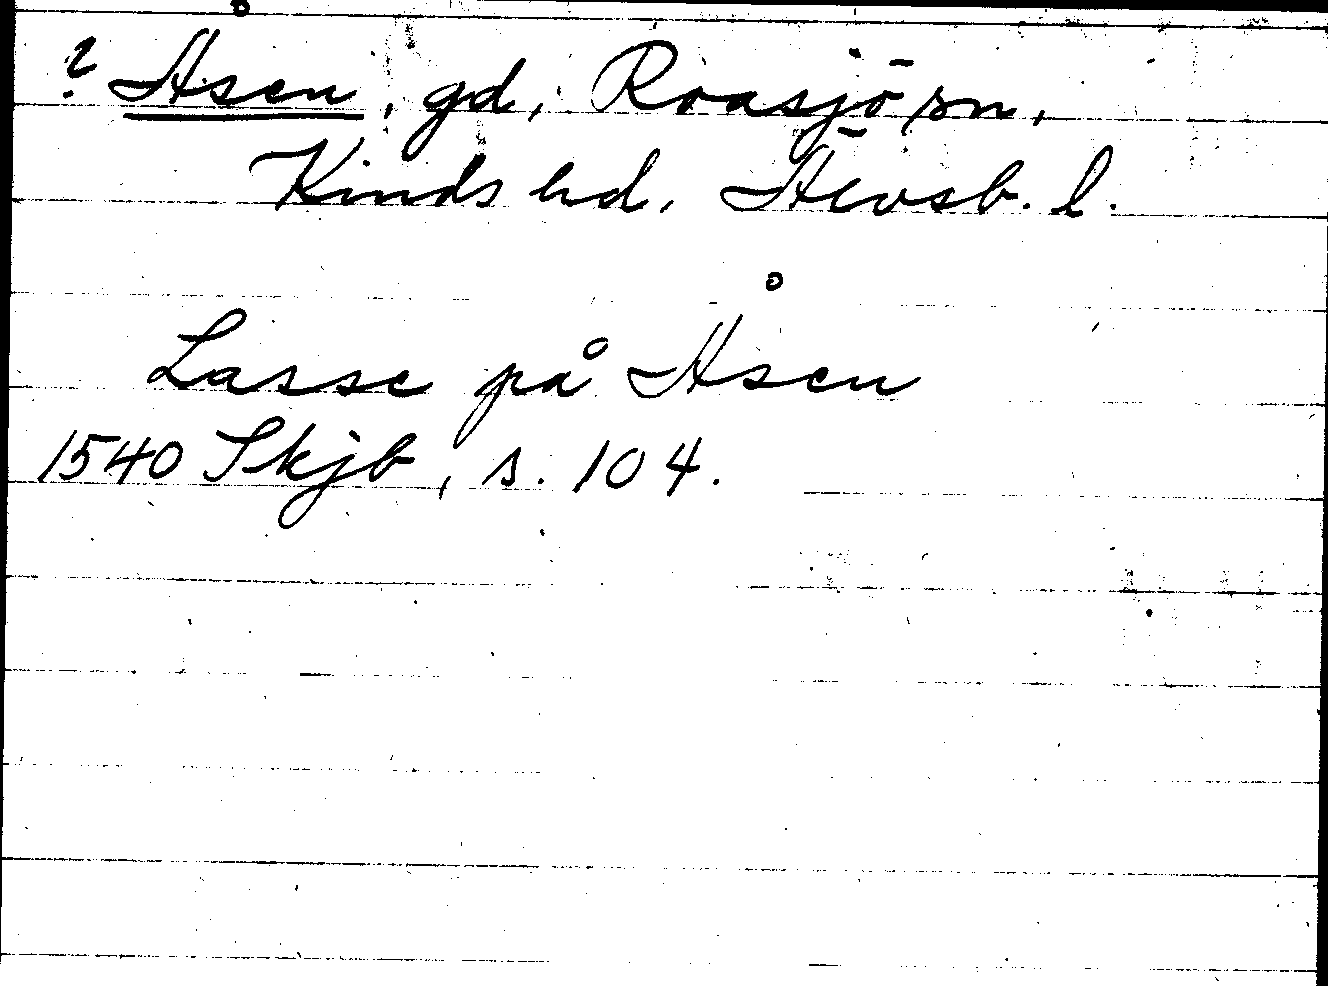 ? Åsen, gd, Roasjö sn,
Kinds hd. Älvsb. l.
Lasse på Åsen
1540 Skjb, s. 104.